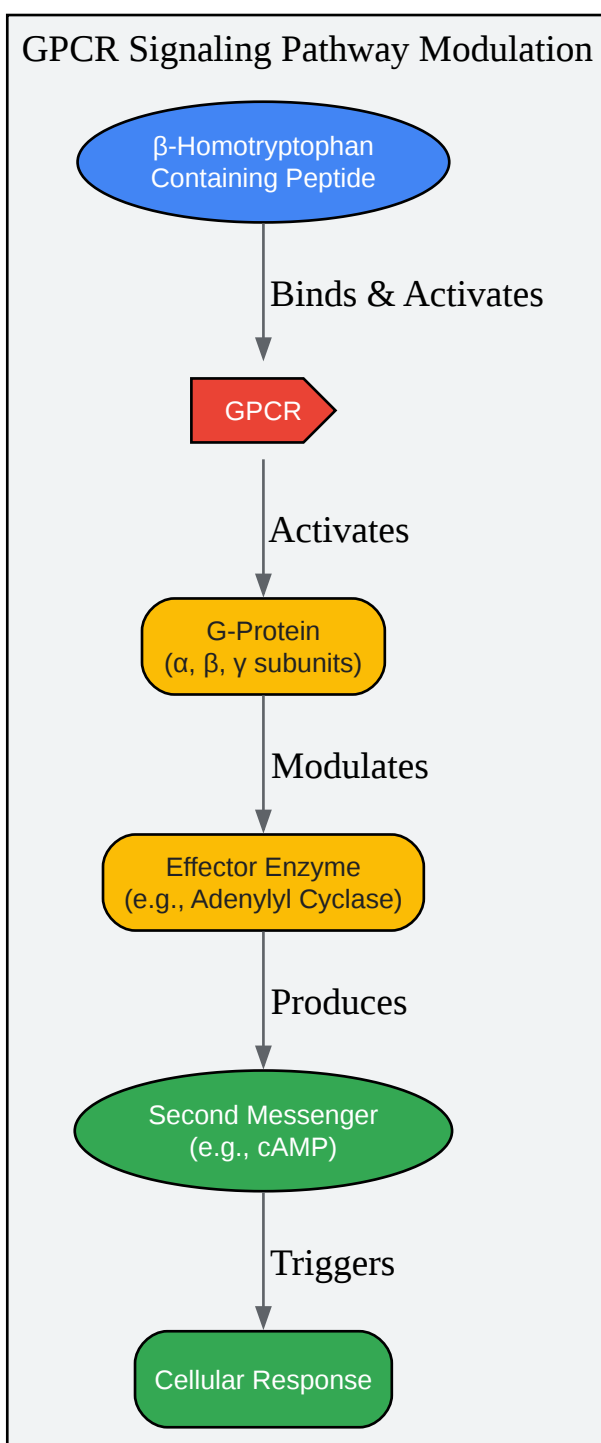 GPCR Signaling Pathway Modulation
β-Homotryptophan
Containing Peptide
Binds & Activates
GPCR
Activates
G-Protein
(α, β, γ subunits)
Modulates
Effector Enzyme
(e.g., Adenylyl Cyclase)
Produces
Second Messenger
(e.g., cAMP)
Triggers
Cellular Response